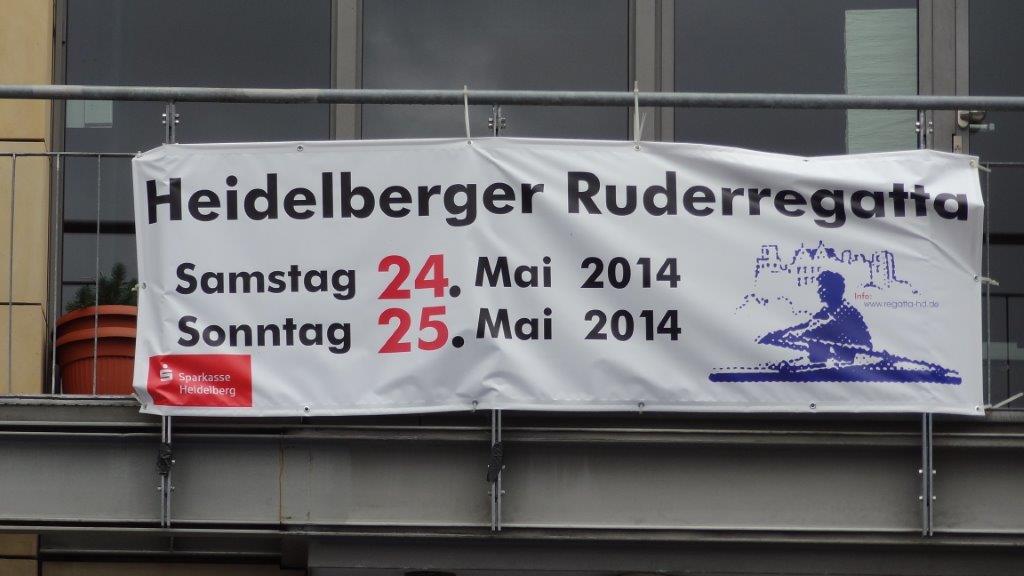 Heidelberger Ruderregatta
Samstag 24. Mai 2014
Sonntag 25. Mai 2014
Info:
www.regatta-hd.de
Sparkasse
Heidelberg